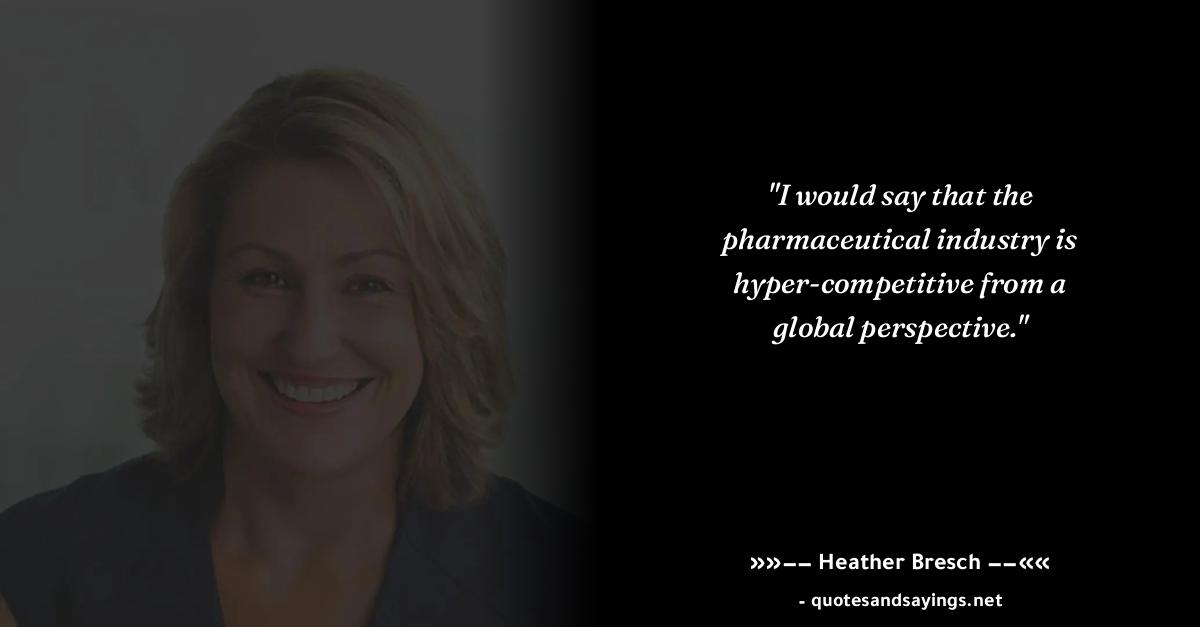 "I would say that the
pharmaceutical industry is
hyper-competitive from a
global perspective."
»»–– Heather Bresch ––««
- quotesandsayings.net